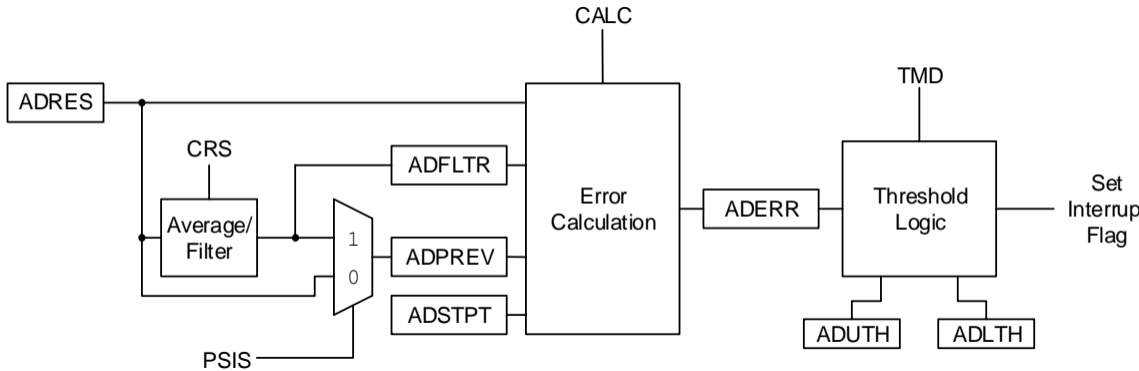 CALC
TMD
ADRES
CRS
ADFLTR
Error
Calculation
ADERR
Threshold
Logic
Set
Interrup
Flag
Average/
Filter
1
0
ADPREV
ADSTPT
ADUTH
ADLTH
PSIS